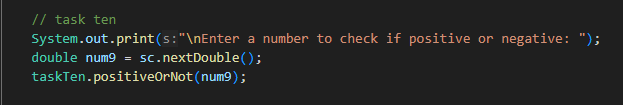 // task ten
System.out.print(s:"\nEnter a number to check if positive or negative: ");
double num9 = sc.nextDouble();
taskTen.positiveOrNot(num9);